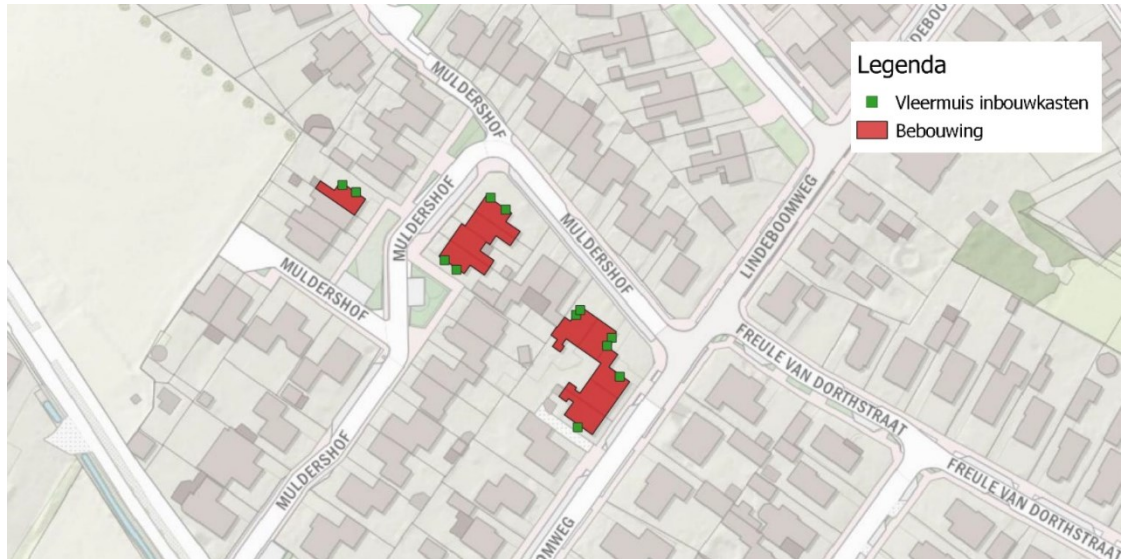 Legenda
Vleermuis inbouwkasten
Bebouwing
MULDERSHOF
MULDERSHOF
MULDERSHOF
MULDERSHOF
MULDERSHOF
LINDEBOOMWEG
FREULE VAN DORTHSTRAAT
FREULE VAN DORTHSTRAAT
OMWEG